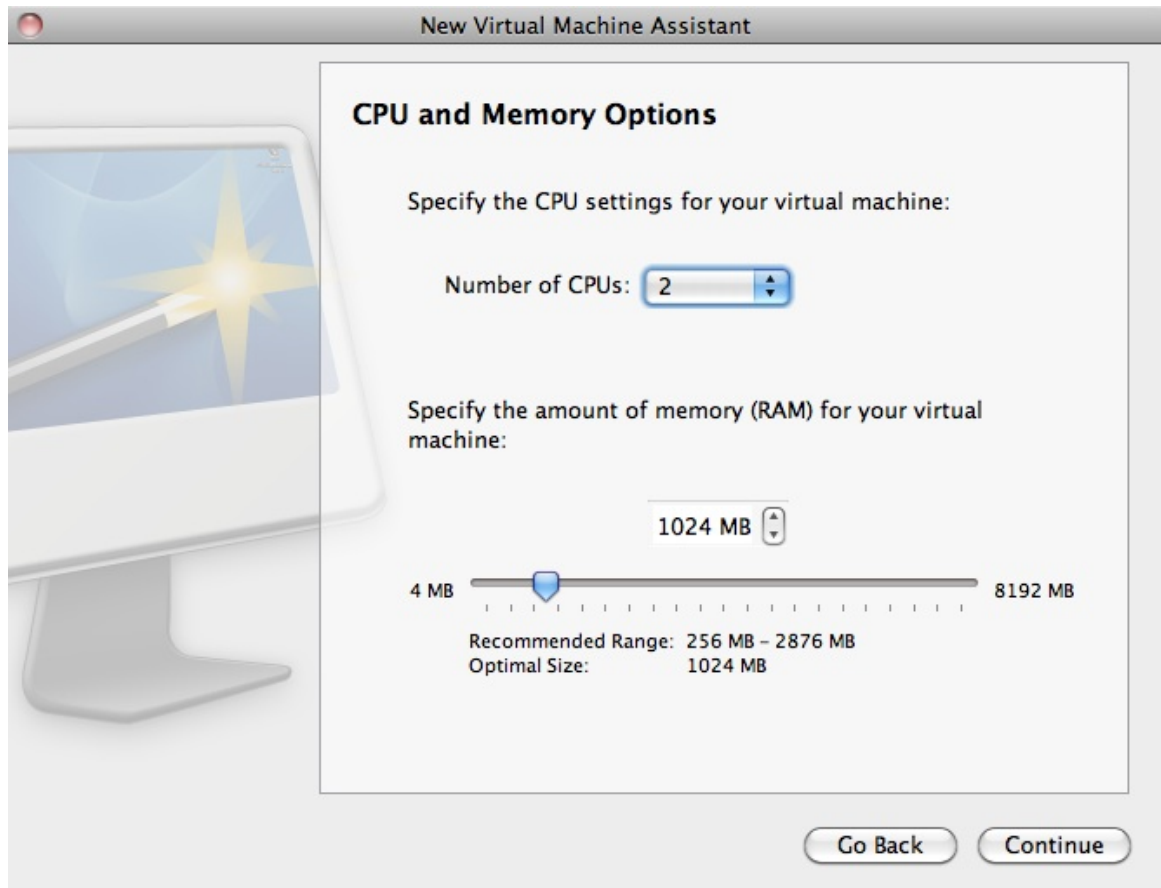 New Virtual Machine Assistant
CPU and Memory Options
Specify the CPU settings for your virtual machine:
Number of CPUs: 2
Specify the amount of memory (RAM) for your virtual
machine:
1024 MB
4 MB 8192 MB
Recommended Range: 256 MB – 2876 MB
Optimal Size: 1024 MB
Go Back Continue